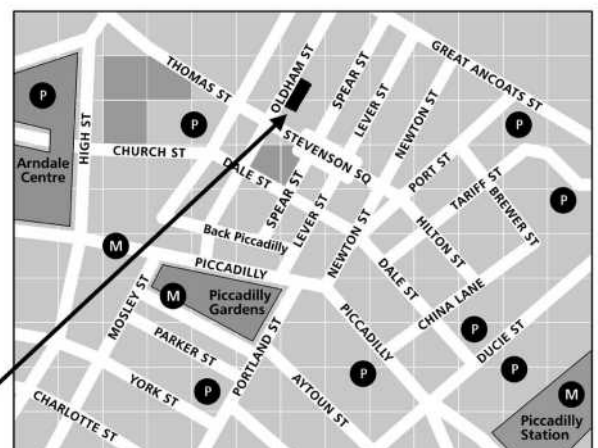 THOMAS ST
OLDHAM ST
SPEAR ST
LEVER ST
GREAT ANCOATS ST
NEWTON ST
P
P
P
P
HIGH ST
Arndale
Centre
CHURCH ST
STEVENSON SQ
DALE ST
PORT ST
TARIFF ST
BREWER ST
SPEAR ST
LEVER ST
NEWTON ST
HILTON ST
Back Piccadilly
M
PICCADILLY
DALE ST
M
Piccadilly
Gardens
MOSLEY ST
PICCADILLY
CHINA LANE
P
DUCIE ST
PARKER ST
PORTLAND ST
P
P
P
M
YORK ST
AYTOUN ST
CHARLOTTE ST
Piccadilly
Station